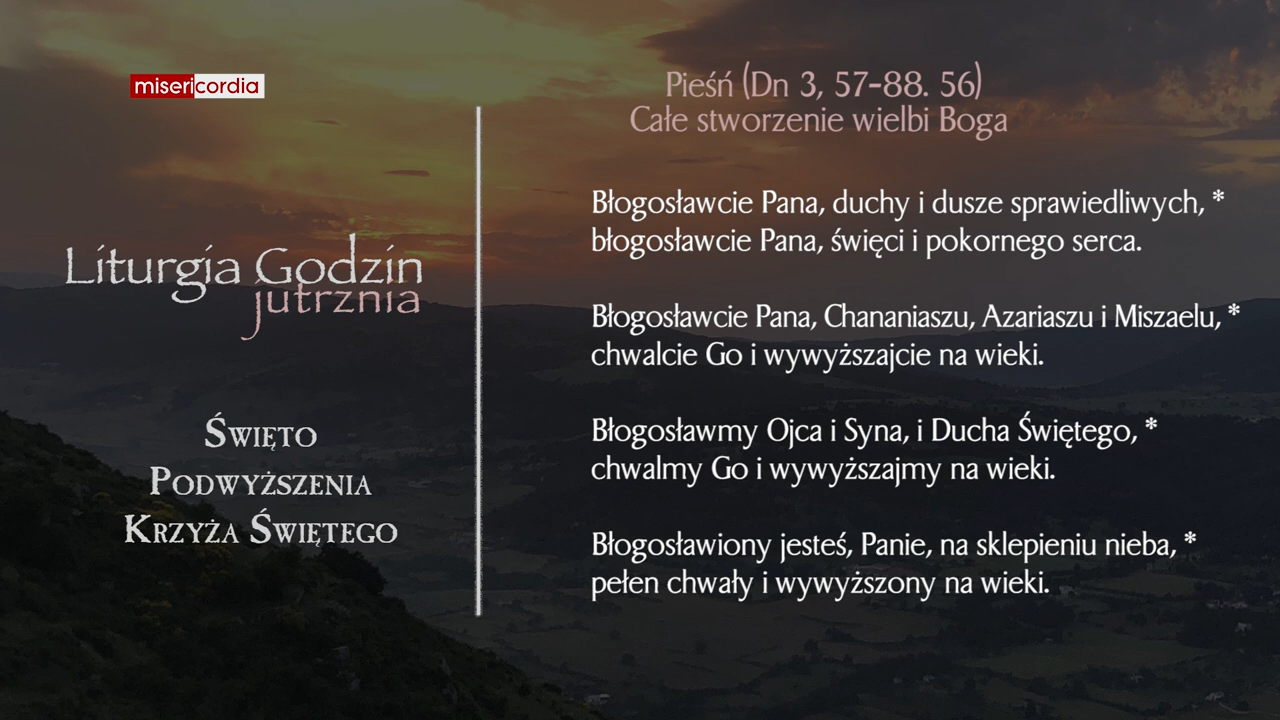 misericordia
Liturgia Godzin
jutrznia
Święto
Podwyższenia
Krzyża Świętego
Pieśń (Dn 3, 57-88. 56)
Całe stworzenie wielbi Boga
Błogosławcie Pana, duchy i dusze sprawiedliwych, *
błogosławcie Pana, święci i pokornego serca.
Błogosławcie Pana, Chananiaszu, Azariaszu i Miszaelu, *
chwalcie Go i wywyższajcie na wieki.
Błogosławmy Ojca i Syna, i Ducha Świętego, *
chwalmy Go i wywyższajmy na wieki.
Błogosławiony jesteś, Panie, na sklepieniu nieba, *
pełen chwały i wywyższony na wieki.